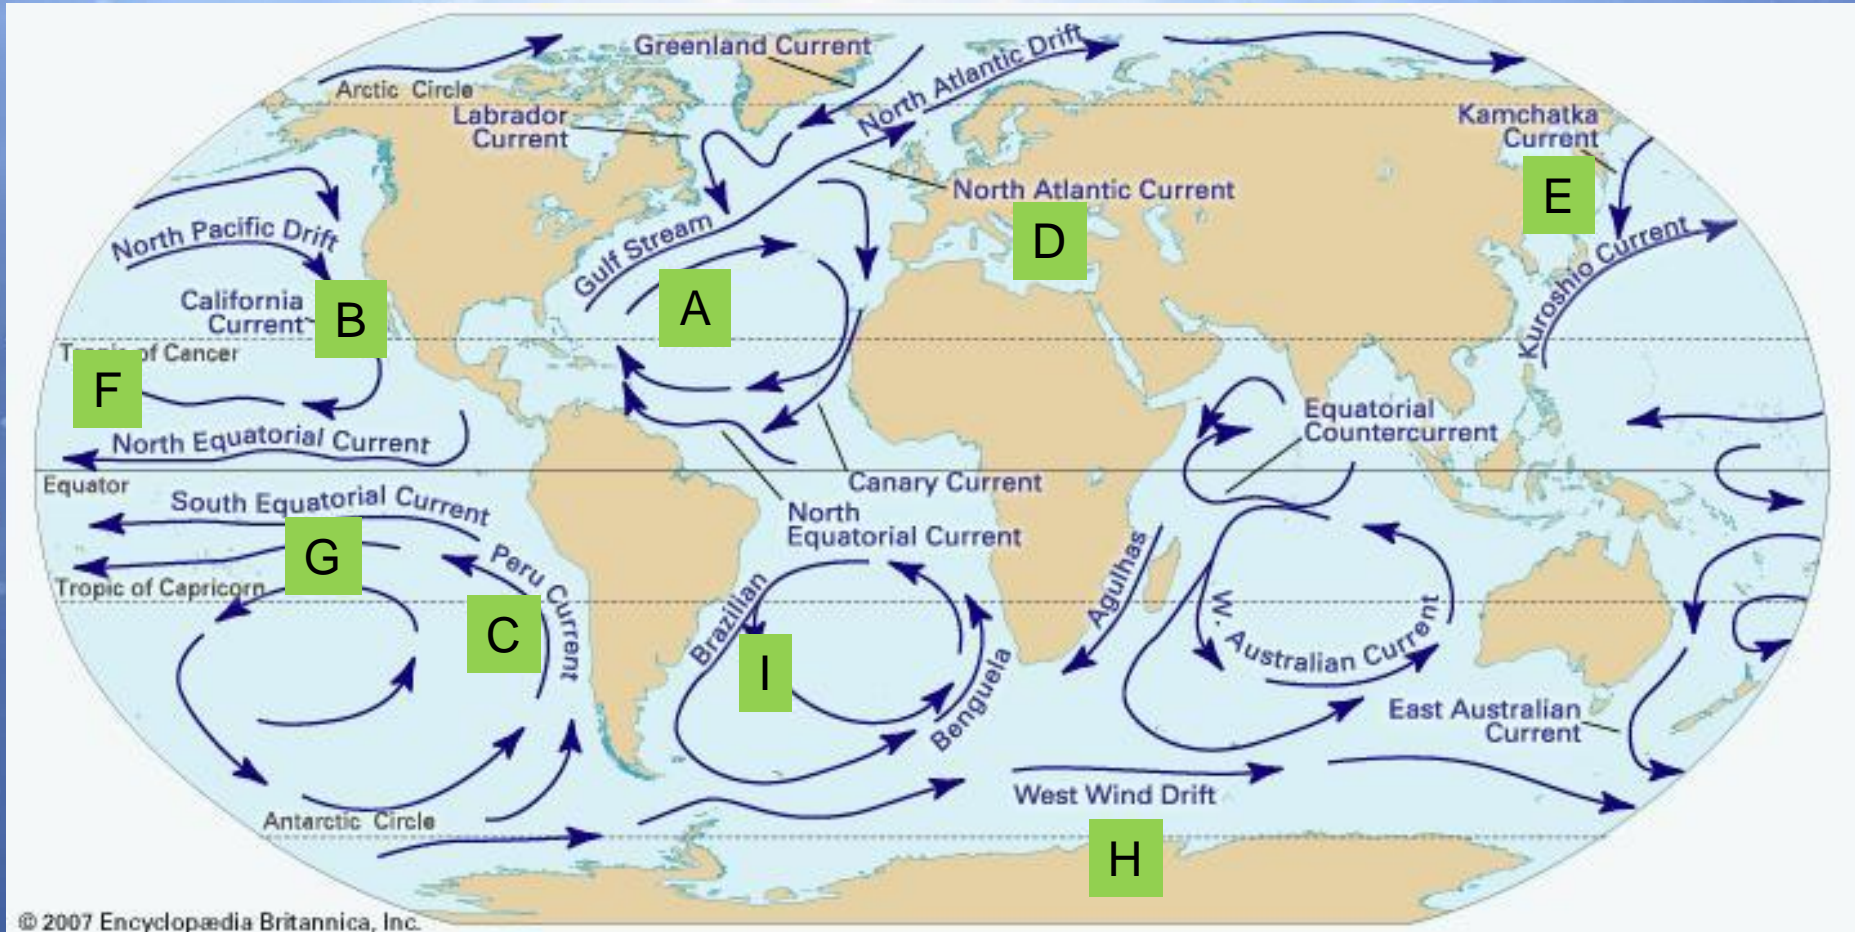 Greenland Current
North Atlantic Drift
Arctic Circle
Labrador
Current
Kamchatka
Current
E
North Atlantic Current
North Pacific Drift
Gulf Stream
D
Kuroshio Current
A
California
Current
B
Tropic of Cancer
F
Equatorial
Countercurrent
North Equatorial Current
Equator
Canary Current
South Equatorial Current
North
Equatorial Current
G
Peru Current
Agulhas
Tropic of Capricorn
Brazilian
C
W. Australian Current
I
Benguela
East Australian
Current
West Wind Drift
Antarctic Circle
H
© 2007 Encyclopædia Britannica, Inc.